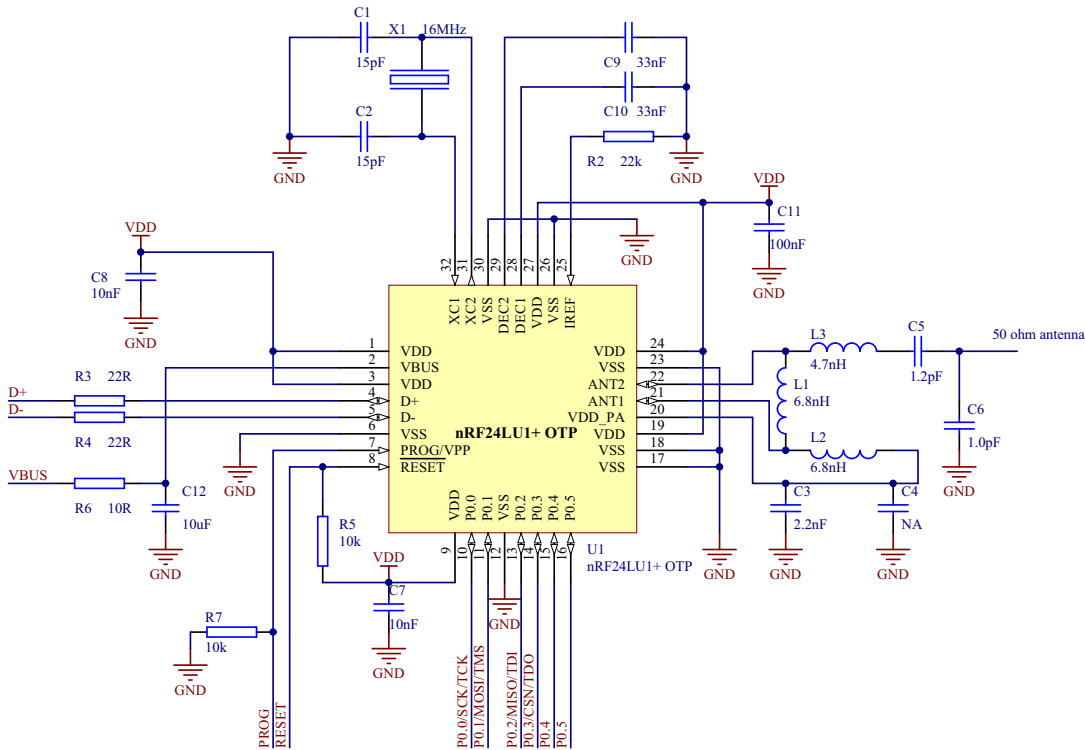 C1
X1 16MHz
15pF
C2
15pF
GND
C9 33nF
C10 33nF
R2 22k
GND
VDD
C11
100nF
GND
GND
VDD
C8
10nF
GND
32
31
30
29
28
27
26
25
XC1
XC2
VSS
DEC2
DEC1
VDD
VSS
IREF
1 VDD
2 VBUS
3 VDD
4 D+
5 D-
6 VSS
7 PROG/VPP
8 RESET
VDD 24
VSS 23
ANT2 22
ANT1 21
VDD_PA 20
VDD 19
VSS 18
VSS 17
nRF24LU1+ OTP
D+
D-
R3 22R
R4 22R
VBUS
R6 10R
GND
C12
10uF
GND
L3
4.7nH
C5
1.2pF
50 ohm antenna
L1
6.8nH
L2
6.8nH
C6
1.0pF
GND
C3
2.2nF
GND
C4
NA
GND
GND
VDD
P0.0
P0.1
VSS
P0.2
P0.3
P0.4
P0.5
9
10
11
12
13
14
15
16
U1
nRF24LU1+ OTP
R5
10k
VDD
C7
10nF
GND
GND
R7
10k
GND
PROG
RESET
P0.0/SCK/TCK
P0.1/MOSI/TMS
P0.2/MISO/TDI
P0.3/CSN/TDO
P0.4
P0.5